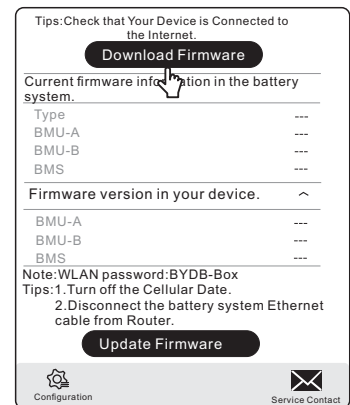 Tips:Check that Your Device is Connected to
the Internet.
Download Firmware
Current firmware information in the battery
system.
Type ---
BMU-A ---
BMU-B ---
BMS ---
Firmware version in your device.
BMU-A ---
BMU-B ---
BMS ---
Note:WLAN password:BYDB-Box
Tips:1.Turn off the Cellular Date.
2.Disconnect the battery system Ethernet
cable from Router.
Update Firmware
Configuration
Service Contact